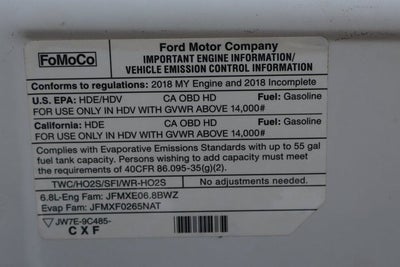 FoMoCo
Ford Motor Company
IMPORTANT ENGINE INFORMATION/
VEHICLE EMISSION CONTROL INFORMATION
Conforms to regulations: 2018 MY Engine and 2018 Incomplete
U.S. EPA: HDE/HDV CA OBD HD Fuel: Gasoline
FOR USE ONLY IN HDV WITH GVWR ABOVE 14,000#
California: HDE CA OBD HD Fuel: Gasoline
FOR USE ONLY IN HDV WITH GVWR ABOVE 14,000#
Complies with Evaporative Emissions Standards with up to 55 gal
fuel tank capacity. Persons wishing to add capacity must meet
the requirements of 40CFR 86.095-35(g)(2).
TWC/HO2S/SFI/WR-HO2S No adjustments needed.
6.8L-Eng Fam: JFMXE06.8BWZ
Evap Fam: JFMXF0265NAT
JW7E-9C485-
CXF